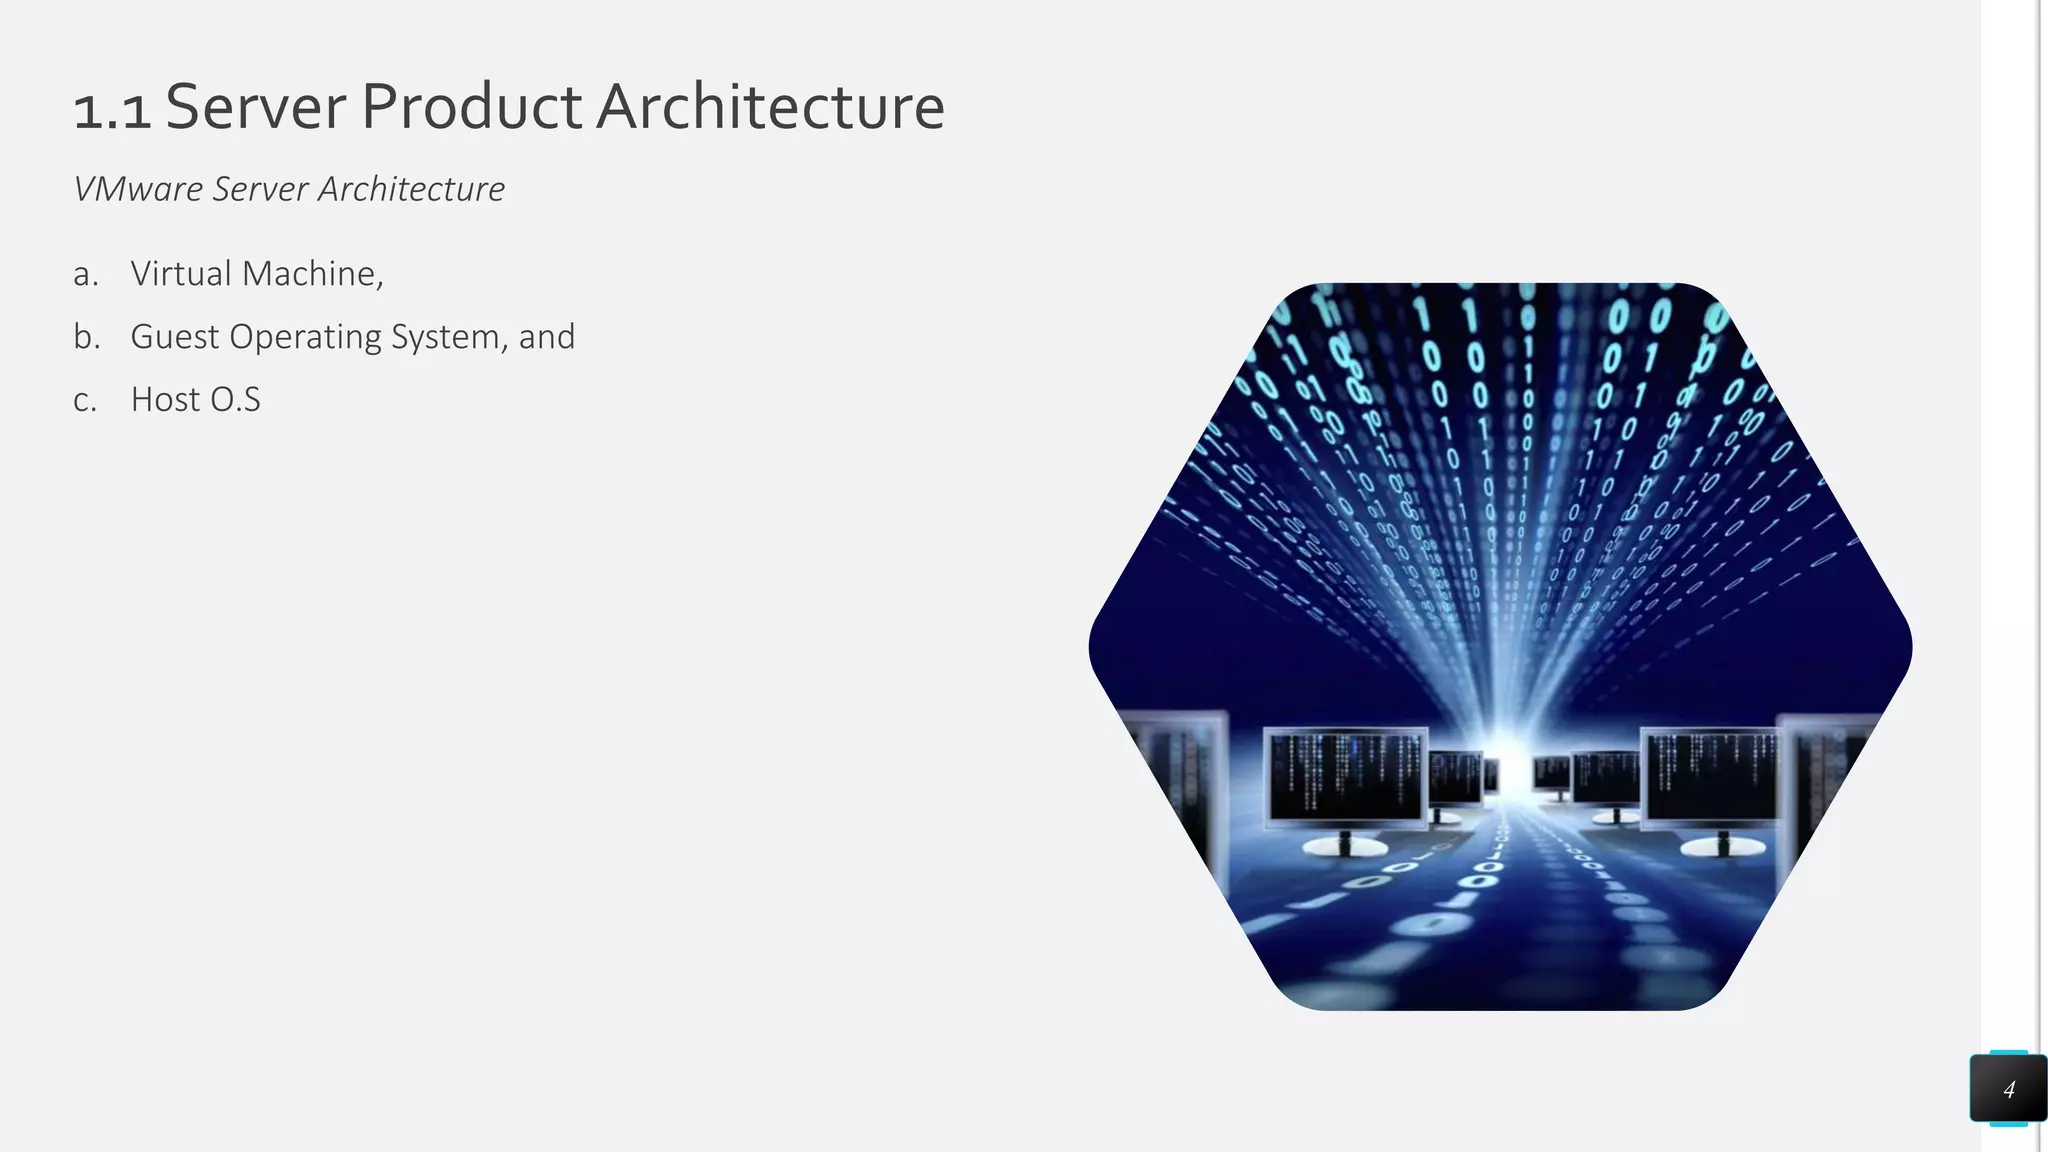 1.1 Server Product Architecture
VMware Server Architecture
a. Virtual Machine,
b. Guest Operating System, and
c. Host O.S
4